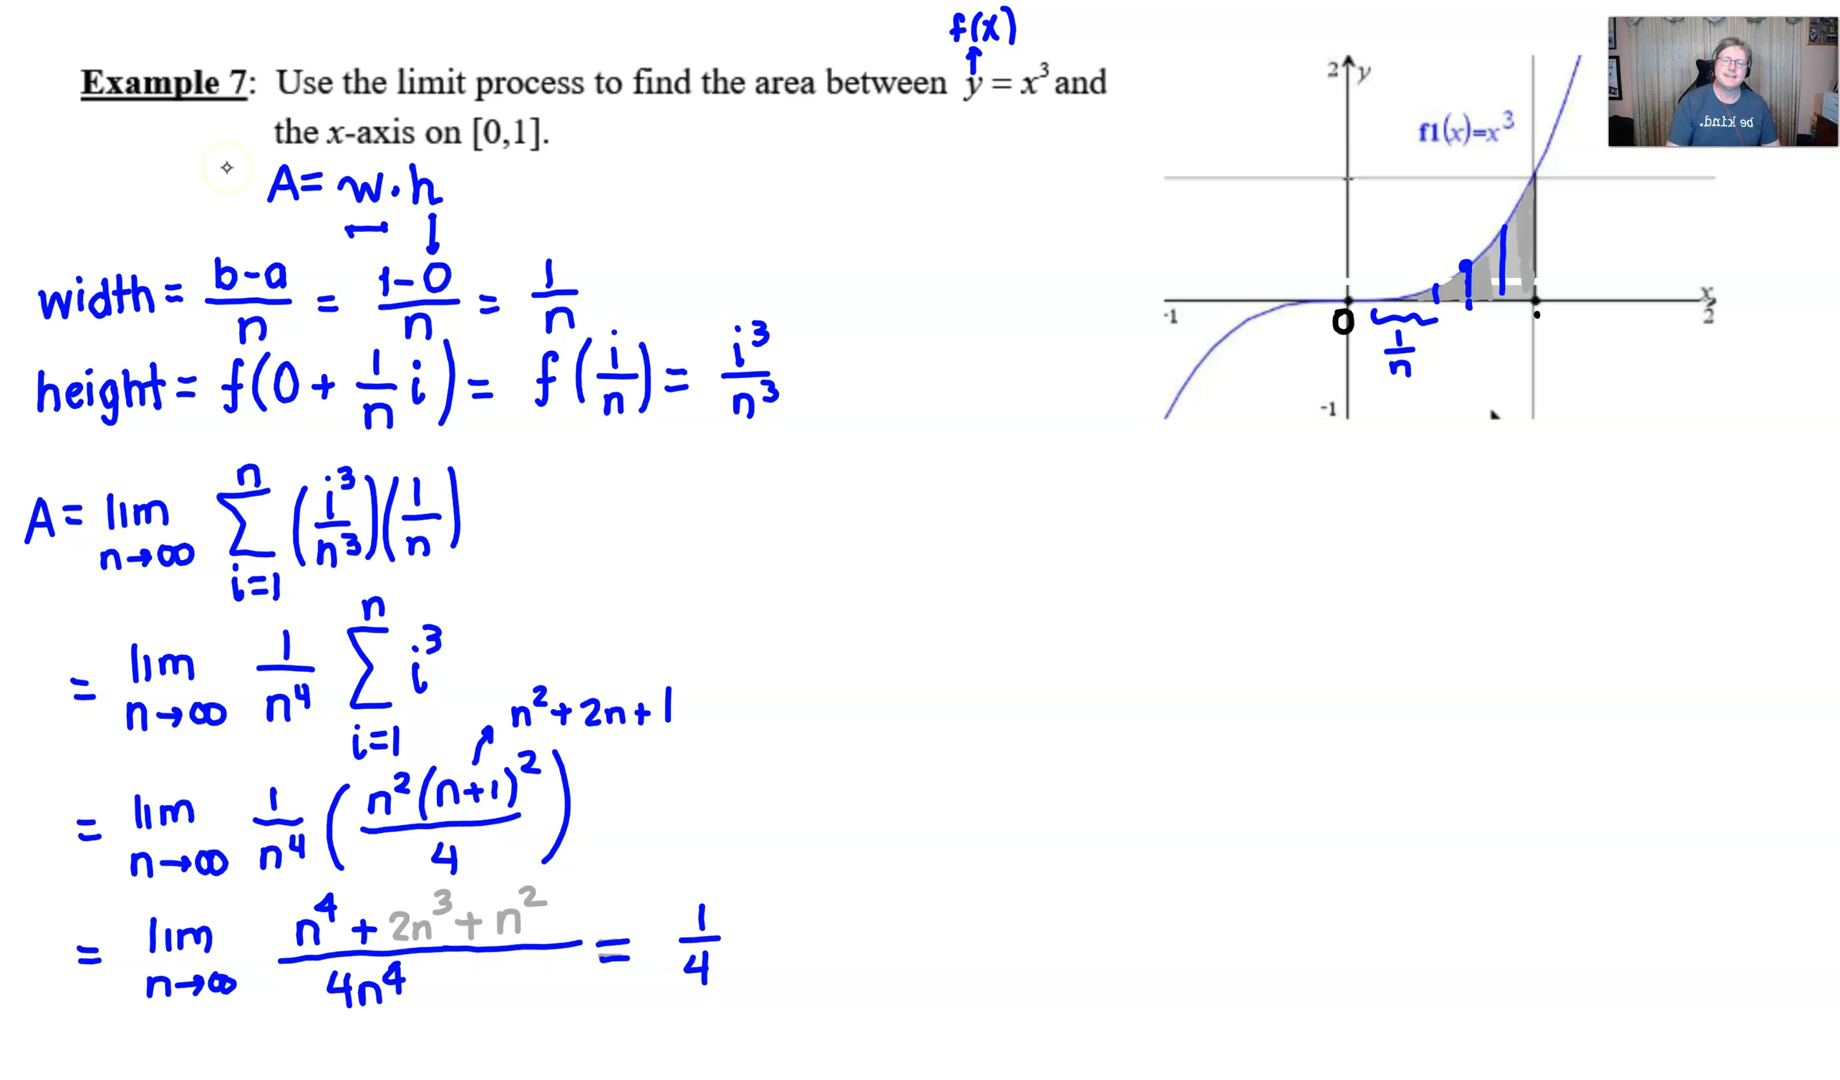 f(x)
Example 7: Use the limit process to find the area between y = x³ and
the x-axis on [0,1].
A = w · h
width = (b-a)/n = (1-0)/n = 1/n
height = f(0 + 1/n i) = f(i/n) = i³/n³
A = lim n→∞ ∑ i=1 n (i³/n³)(1/n)
= lim n→∞ 1/n⁴ ∑ i=1 n i³
n² + 2n + 1
= lim n→∞ 1/n⁴ (n²(n+1)²/4)
= lim n→∞ (n⁴ + 2n³ + n²)/4n⁴ = 1/4
2 y
f1(x)=x³
x
-1 0 2
1/n
-1
be kind.